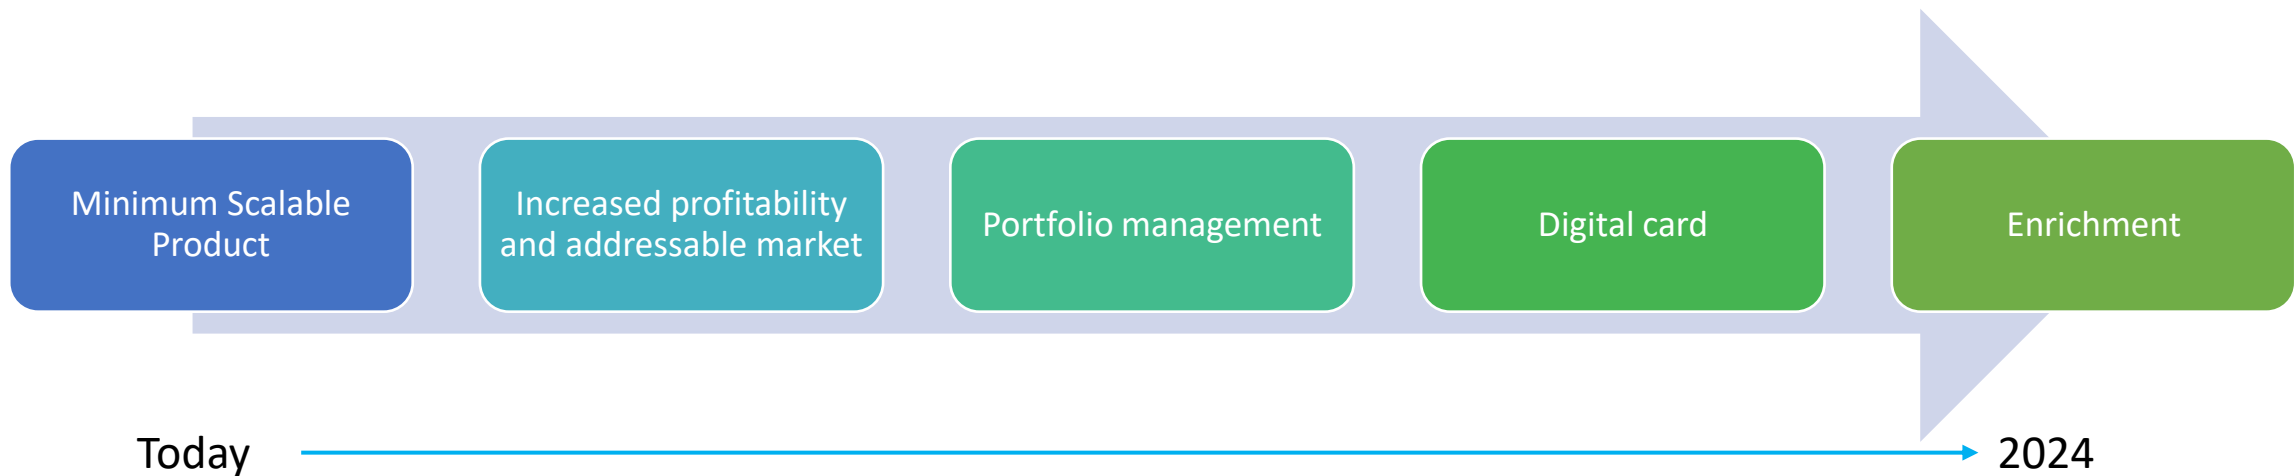 Minimum Scalable
Product
Increased profitability
and addressable market
Portfolio management
Digital card
Enrichment
Today
2024